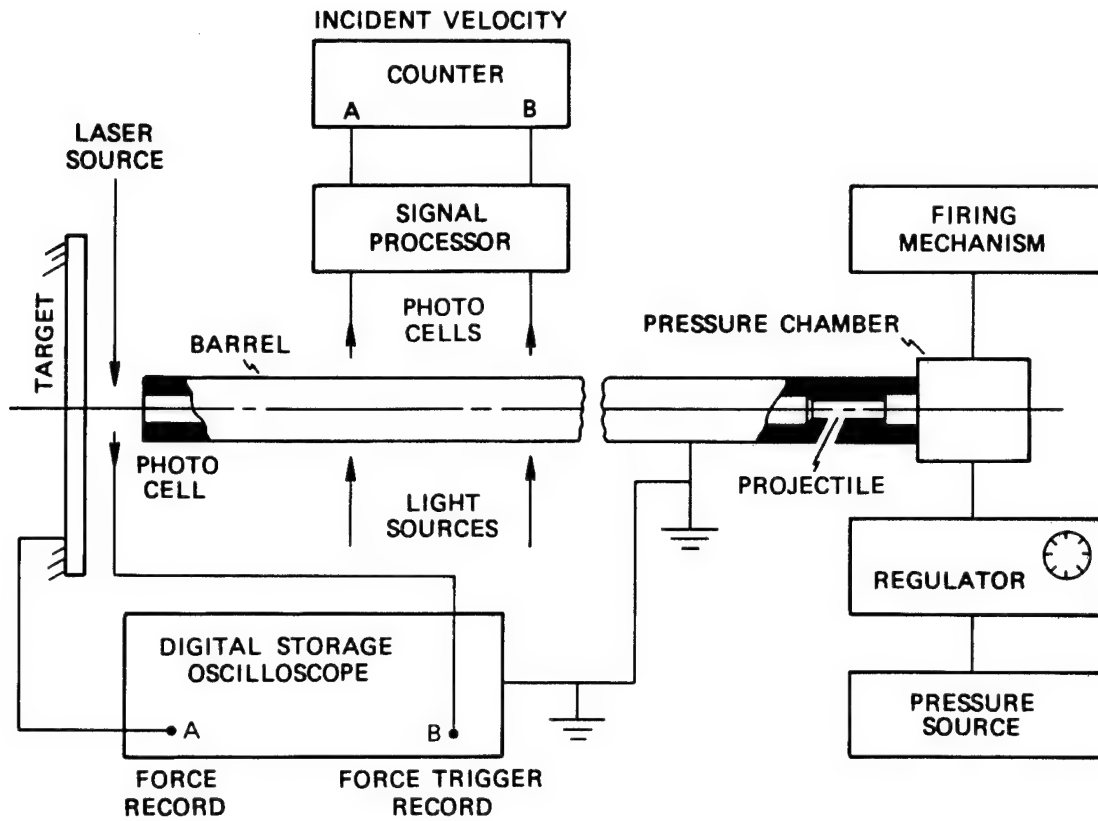 INCIDENT VELOCITY
COUNTER
A B
LASER
SOURCE
SIGNAL
PROCESSOR
FIRING
MECHANISM
TARGET
PHOTO
CELLS
BARREL
PRESSURE CHAMBER
PHOTO
CELL
LIGHT
SOURCES
PROJECTILE
REGULATOR
DIGITAL STORAGE
OSCILLOSCOPE
A B
PRESSURE
SOURCE
FORCE
RECORD
FORCE TRIGGER
RECORD